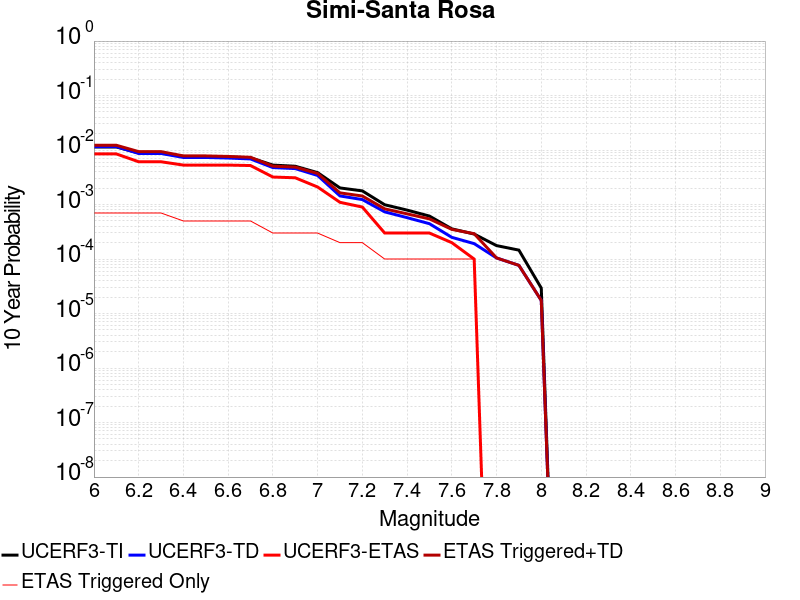 Simi-Santa Rosa
10 Year Probability
10^0
10^-1
10^-2
10^-3
10^-4
10^-5
10^-6
10^-7
10^-8
6 6.2 6.4 6.6 6.8 7 7.2 7.4 7.6 7.8 8 8.2 8.4 8.6 8.8 9
Magnitude
UCERF3-TI UCERF3-TD UCERF3-ETAS ETAS Triggered+TD
ETAS Triggered Only